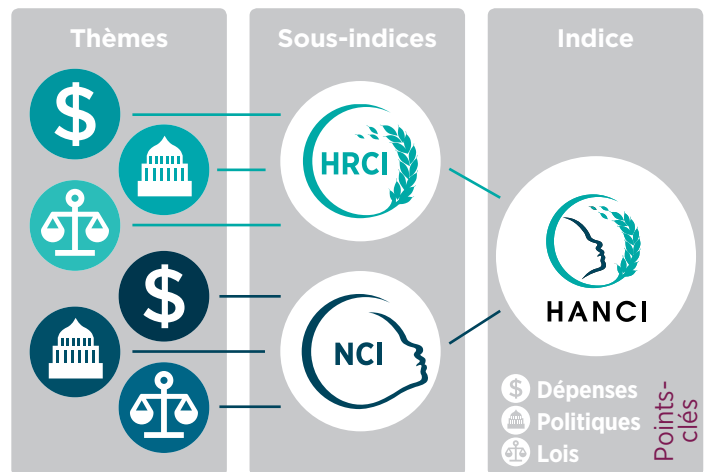 Thèmes
Sous-indices
Indice
$
HRCI
$
NCI
HANCI
$ Dépenses
Politiques
Lois
Points-
clés